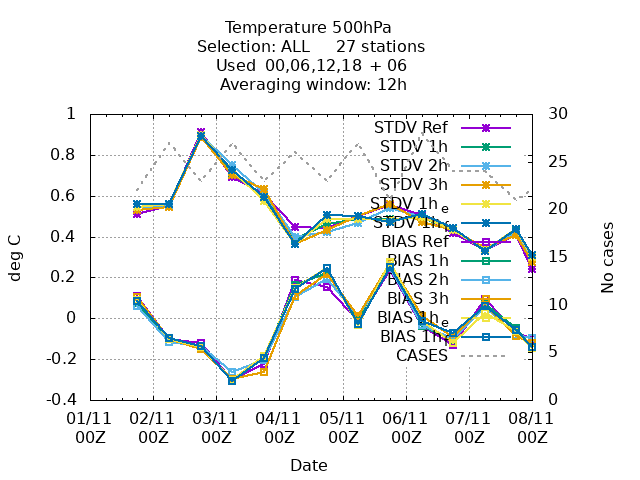 Temperature 500hPa
Selection: ALL 27 stations
Used 00,06,12,18 + 06
Averaging window: 12h
1
0.8
0.6
0.4
0.2
0
-0.2
-0.4
deg C
30
25
20
15
10
5
0
No cases
STDV Ref
STDV 1h
STDV 2h
STDV 3h
STDV 1h e
STDV 1h f
BIAS Ref
BIAS 1h
BIAS 2h
BIAS 3h
BIAS 1h e
BIAS 1h f
CASES
01/11 02/11 03/11 04/11 05/11 06/11 07/11 08/11
00Z 00Z 00Z 00Z 00Z 00Z 00Z 00Z
Date